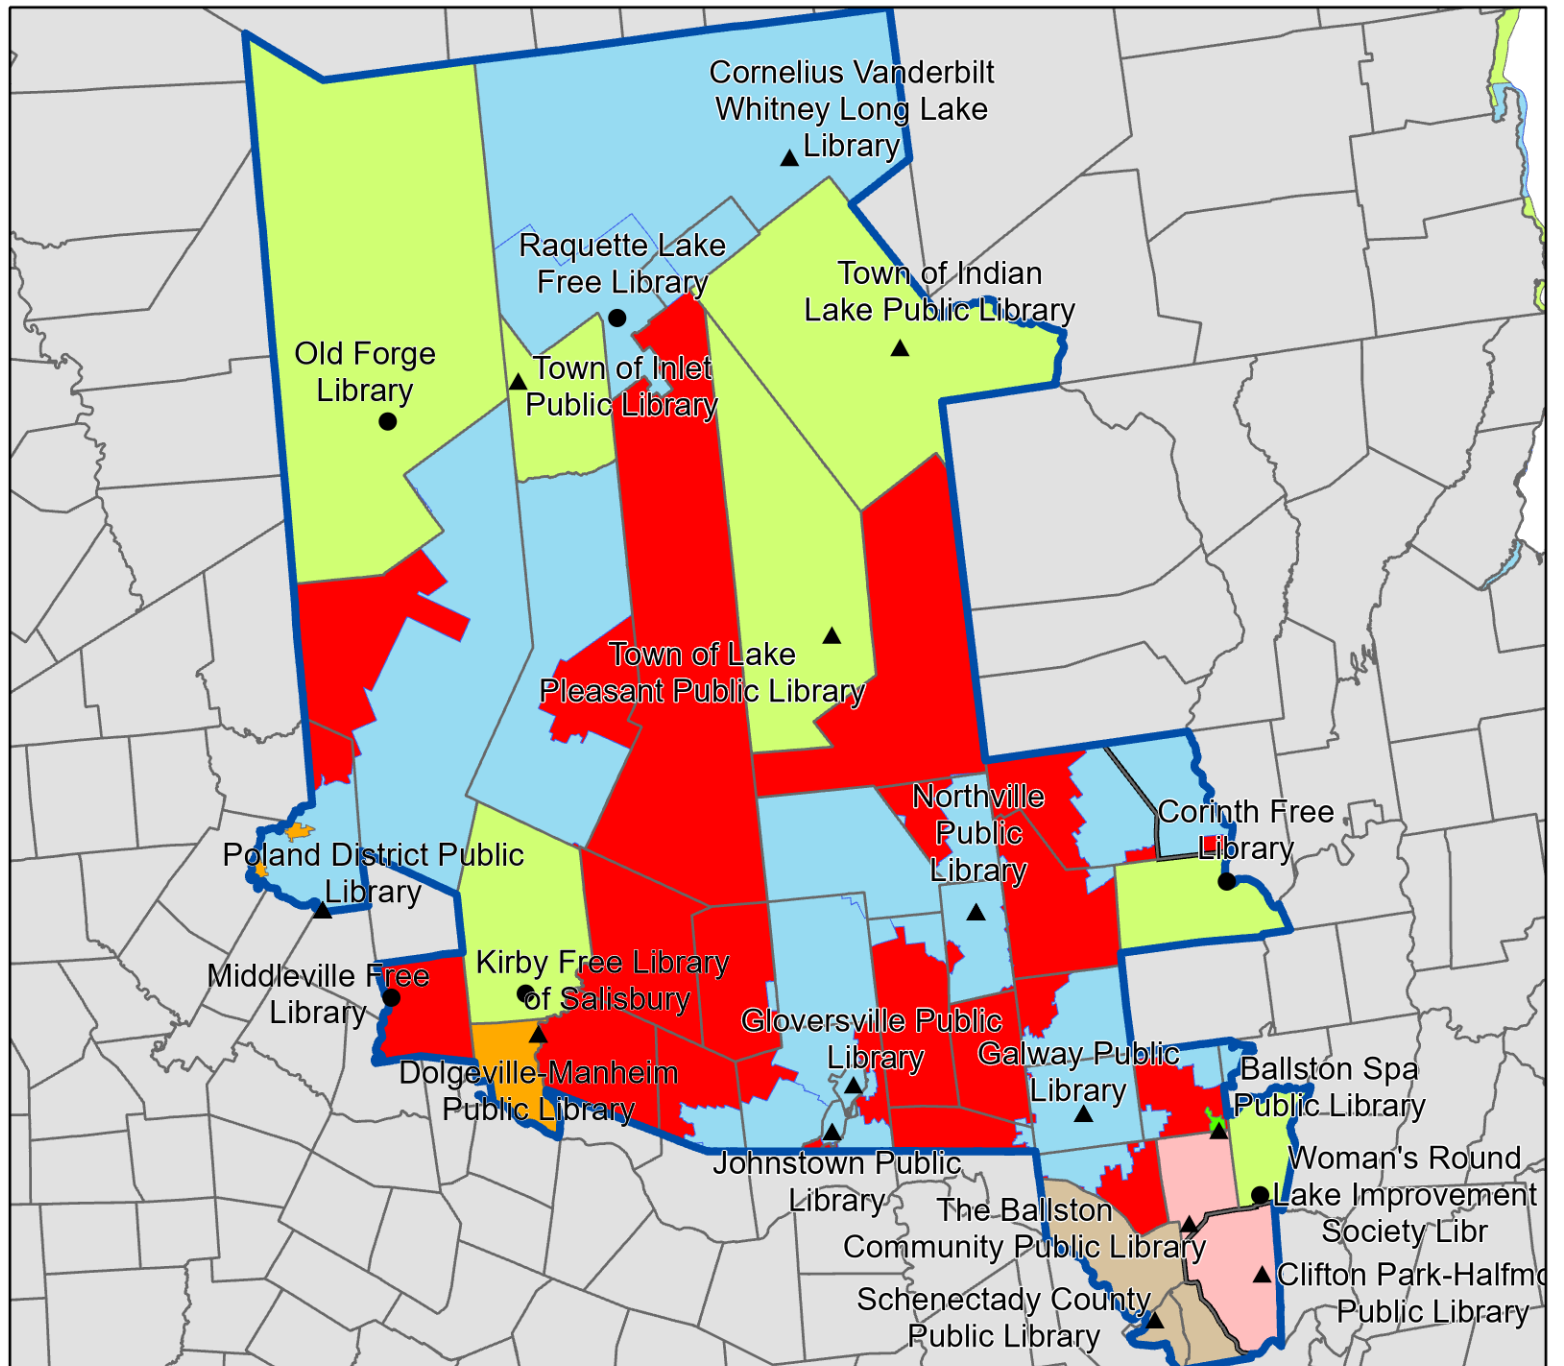 Cornelius Vanderbilt
Whitney Long Lake
Library
Raquette Lake
Free Library
Town of Indian
Lake Public Library
Old Forge
Library
Town of Inlet
Public Library
Town of Lake
Pleasant Public Library
Northville
Public
Library
Corinth Free
Library
Poland District Public
Library
Middleville Free
Library
Kirby Free Library
of Salisbury
Gloversville Public
Library
Galway Public
Library
Dolgeville-Manheim
Public Library
Ballston Spa
Public Library
Johnstown Public
Library
Woman's Round
Lake Improvement
Society Libr
The Ballston
Community Public Library
Clifton Park-Halfmo
Public Library
Schenectady County
Public Library